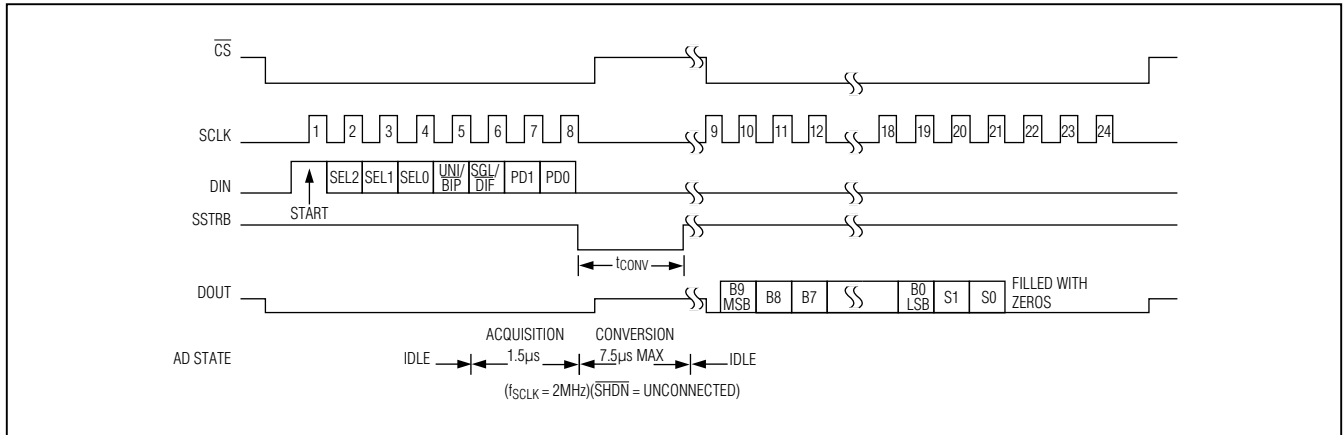 CS
SCLK 1 2 3 4 5 6 7 8 9 10 11 12 18 19 20 21 22 23 24
DIN SEL2 SEL1 SEL0 UNI/ BIP SGL/ DIF PD1 PD0
START
SSTRB
tCONV
DOUT B9 MSB B8 B7 B0 LSB S1 S0 FILLED WITH ZEROS
ACQUISITION CONVERSION
AD STATE IDLE 1.5µs 7.5µs MAX IDLE
(fSCLK = 2MHz)(SHDN = UNCONNECTED)